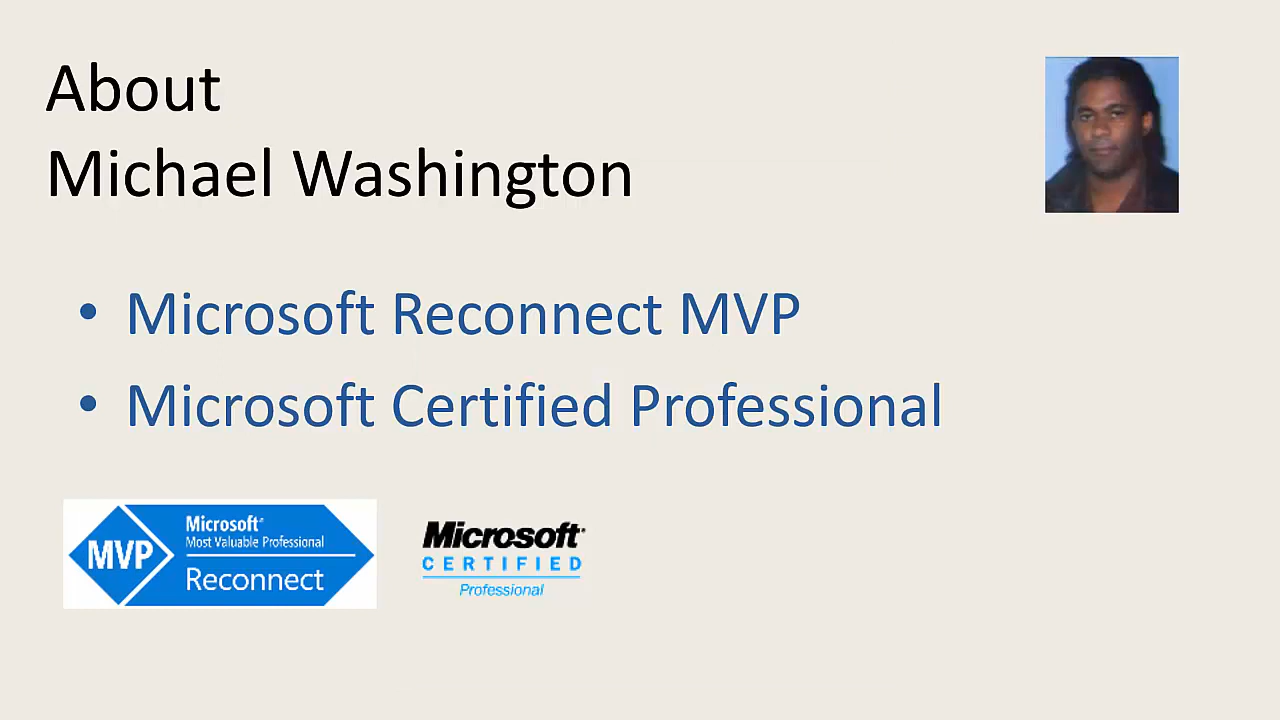 About
Michael Washington
• Microsoft Reconnect MVP
• Microsoft Certified Professional
MVP
Microsoft®
Most Valuable Professional
Reconnect
Microsoft®
CERTIFIED
Professional